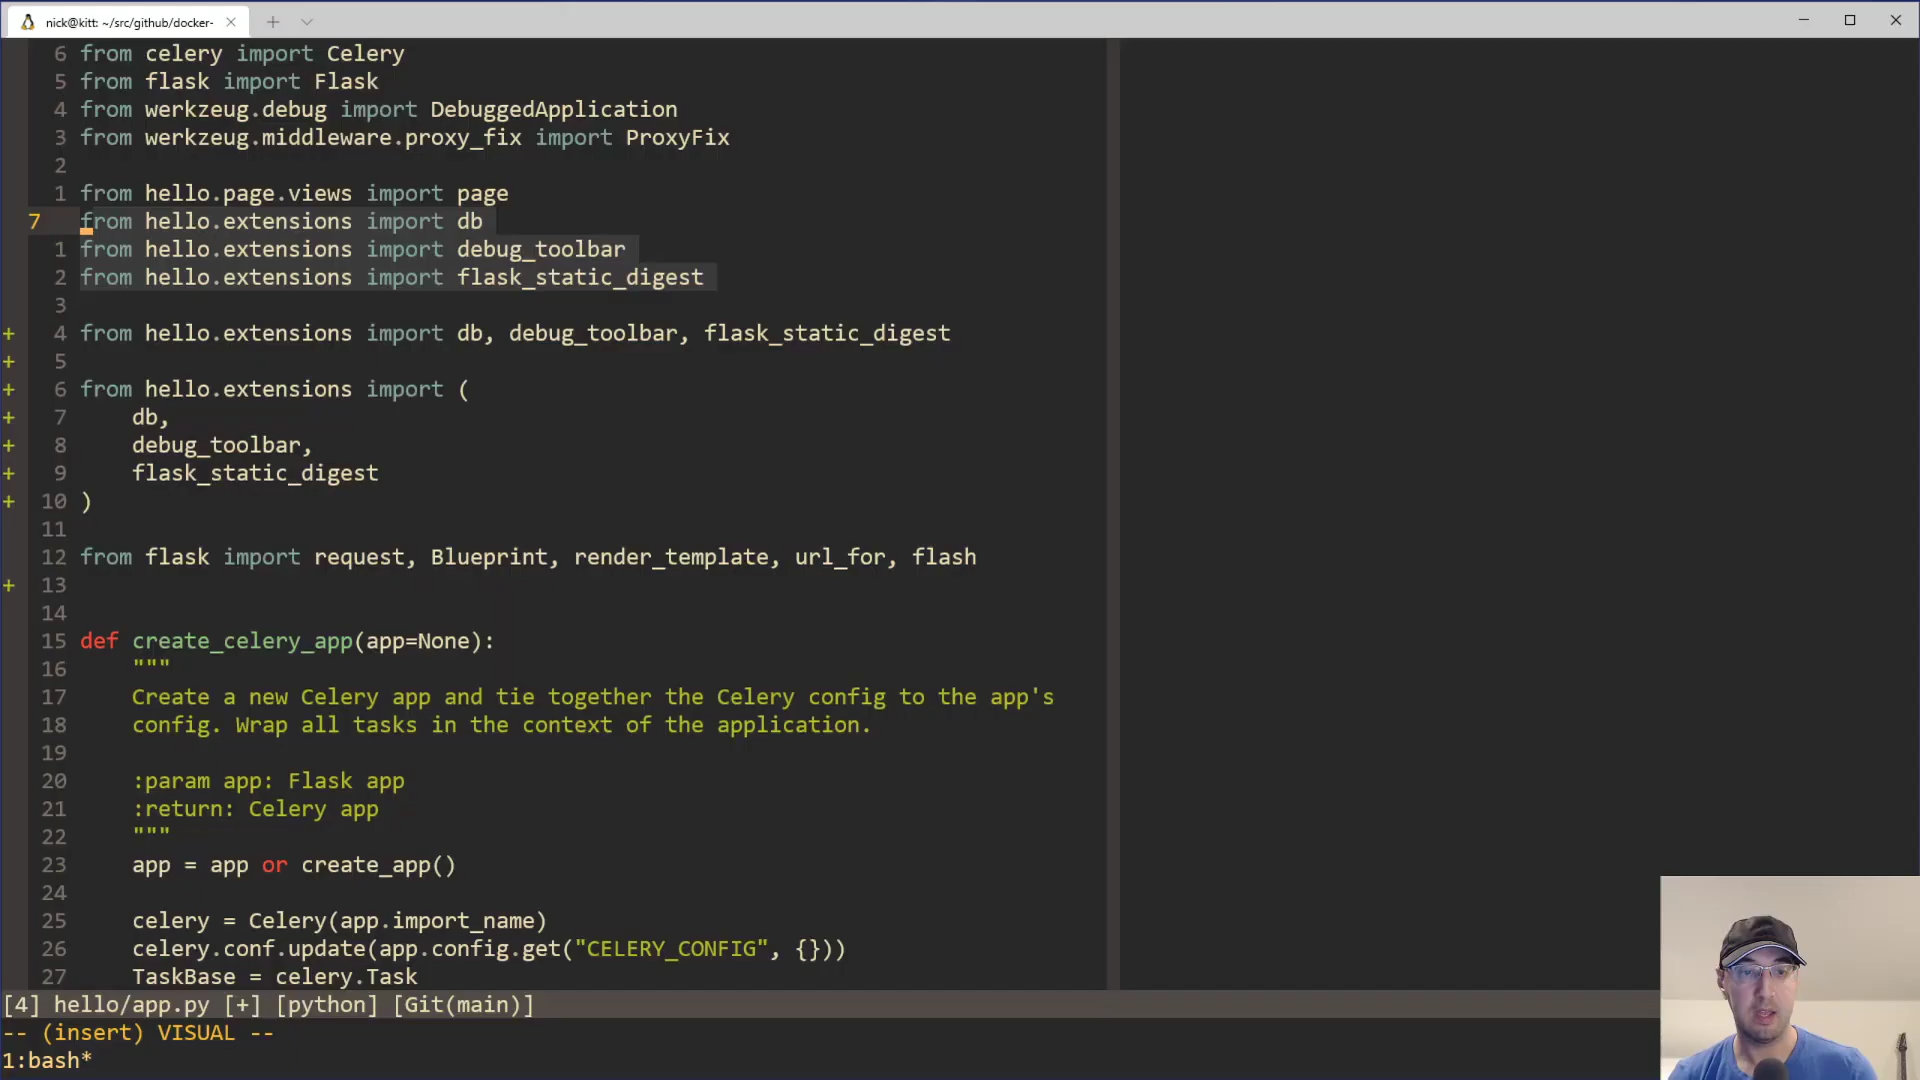 nick@kitt: ~/src/github/docker-
6 from celery import Celery
5 from flask import Flask
4 from werkzeug.debug import DebuggedApplication
3 from werkzeug.middleware.proxy_fix import ProxyFix
2
1 from hello.page.views import page
7 from hello.extensions import db
1 from hello.extensions import debug_toolbar
2 from hello.extensions import flask_static_digest
3
+ 4 from hello.extensions import db, debug_toolbar, flask_static_digest
+ 5
+ 6 from hello.extensions import (
+ 7     db,
+ 8     debug_toolbar,
+ 9     flask_static_digest
+ 10 )
11
12 from flask import request, Blueprint, render_template, url_for, flash
+ 13
14
15 def create_celery_app(app=None):
16     """
17     Create a new Celery app and tie together the Celery config to the app's
18     config. Wrap all tasks in the context of the application.
19
20     :param app: Flask app
21     :return: Celery app
22     """
23     app = app or create_app()
24
25     celery = Celery(app.import_name)
26     celery.conf.update(app.config.get("CELERY_CONFIG", {}))
27     TaskBase = celery.Task
[4] hello/app.py [+] [python] [Git(main)]
-- (insert) VISUAL --
1:bash*